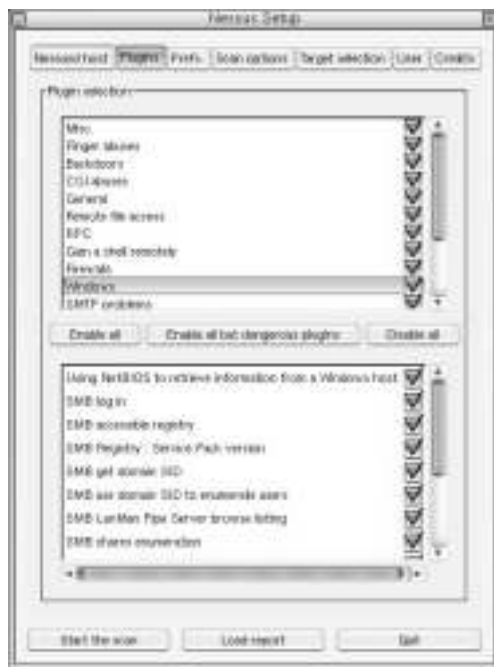 Nessus Setup
Nessusd host Plugins Prefs. Scan options Target selection User Credits
Plugin selection
Misc.
Finger abuses
Backdoors
CGI abuses
General
Remote file access
RPC
Gain a shell remotely
Firewalls
Windows
SMTP problems
Enable all Enable all but dangerous plugins Disable all
Using NetBIOS to retrieve information from a Windows host
SMB log in
SMB accessible registry
SMB Registry : Service Pack version
SMB get domain SID
SMB use domain SID to enumerate users
SMB LanMan Pipe Server browse listing
SMB shares enumeration
Start the scan Load report Quit